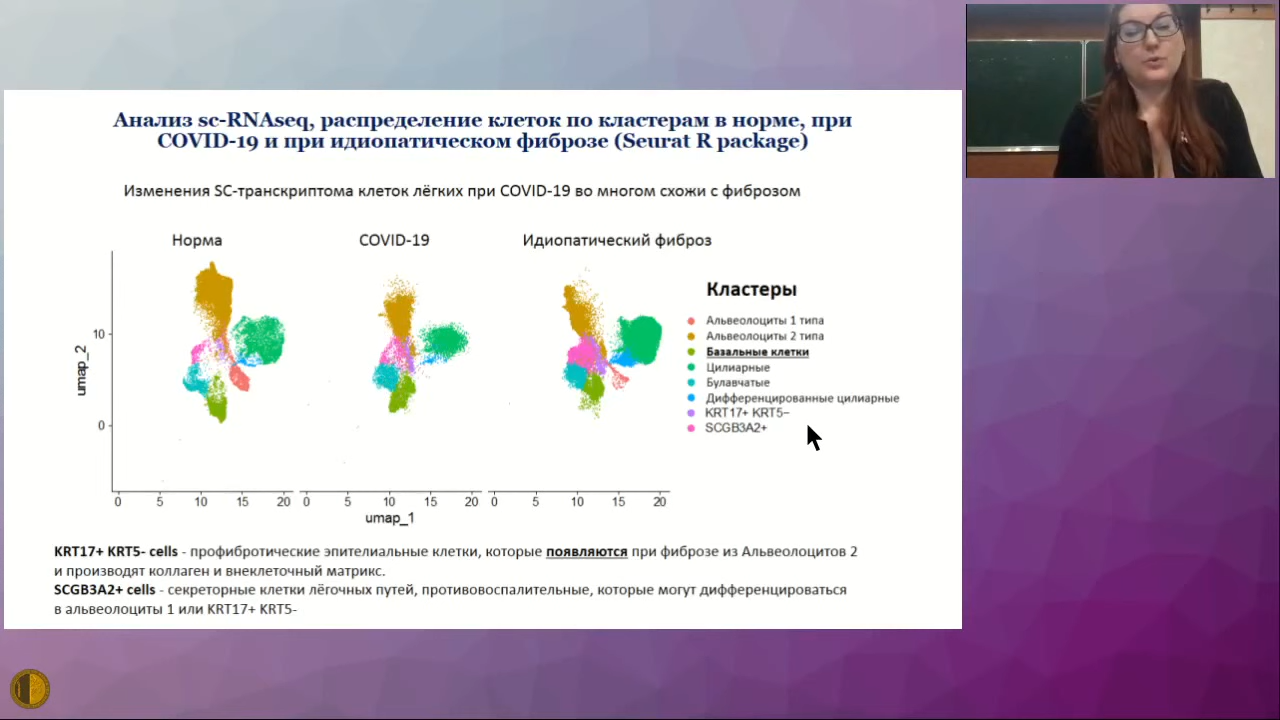 Анализ sc-RNAseq, распределение клеток по кластерам в норме, при
COVID-19 и при идиопатическом фиброзе (Seurat R package)
Изменения SC-транскриптома клеток лёгких при COVID-19 во многом схожи с фиброзом
Норма
COVID-19
Идиопатический фиброз
Кластеры
Альвеолоциты 1 типа
Альвеолоциты 2 типа
Базальные клетки
Цилиарные
Булавчатые
Дифференцированные цилиарные
KRT17+ KRT5−
SCGB3A2+
umap_2
10
0
0 5 10 15 20 0 5 10 15 20 0 5 10 15 20
umap_1
KRT17+ KRT5- cells - профибротические эпителиальные клетки, которые появляются при фиброзе из Альвеолоцитов 2
и производят коллаген и внеклеточный матрикс.
SCGB3A2+ cells - секреторные клетки лёгочных путей, противовоспалительные, которые могут дифференцироваться
в альвеолоциты 1 или KRT17+ KRT5-